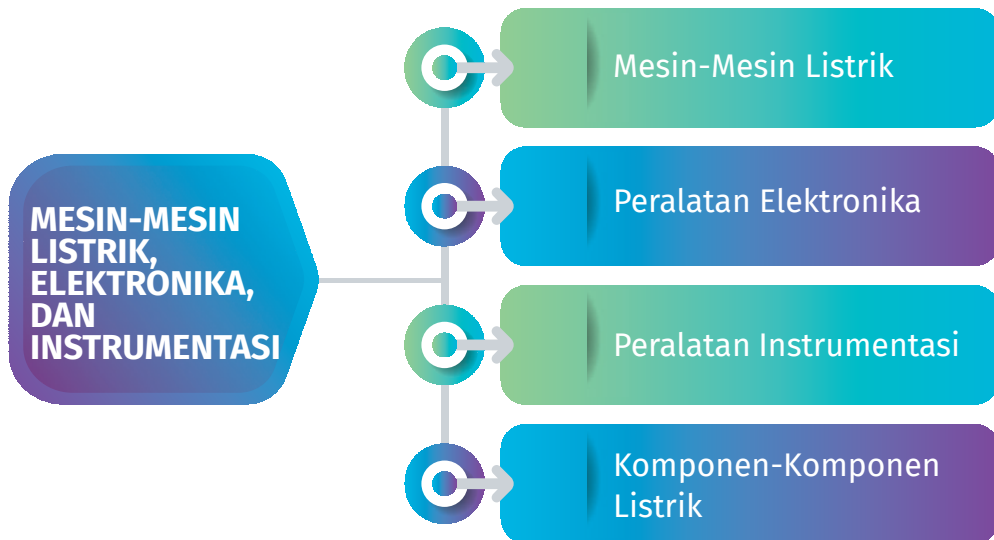 MESIN-MESIN
LISTRIK,
ELEKTRONIKA,
DAN
INSTRUMENTASI
Mesin-Mesin Listrik
Peralatan Elektronika
Peralatan Instrumentasi
Komponen-Komponen
Listrik